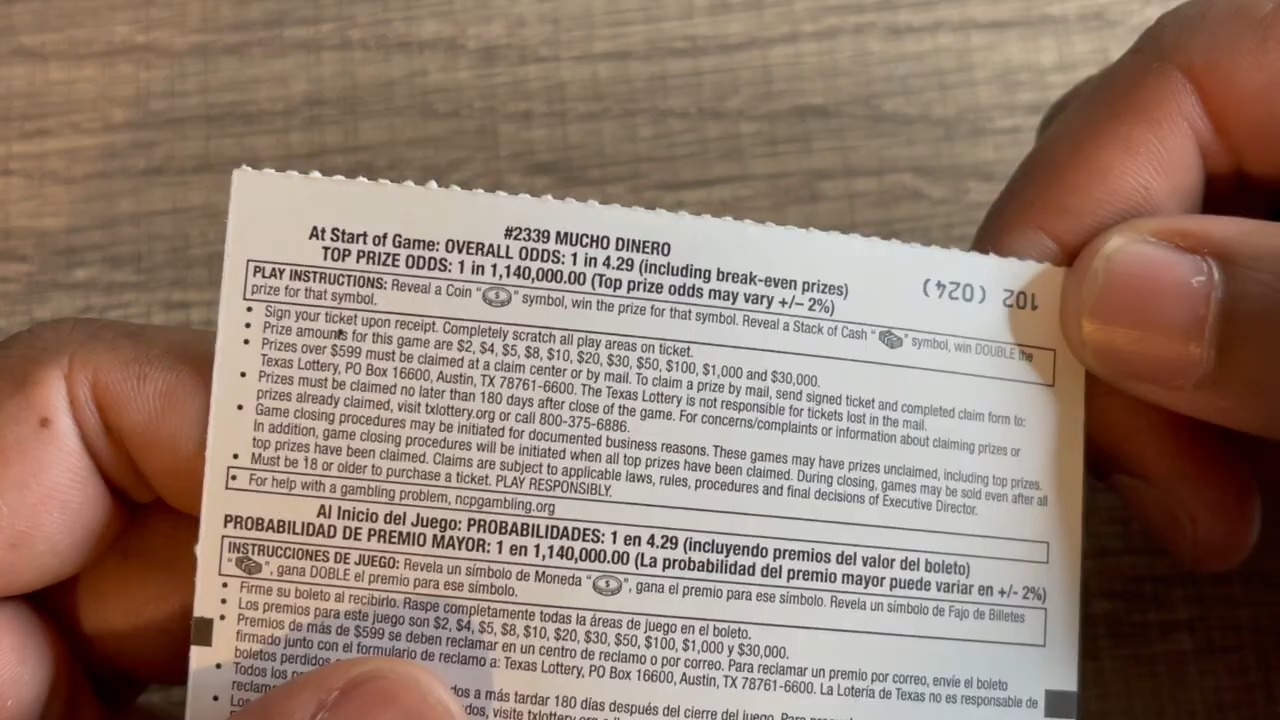 #2339 MUCHO DINERO
At Start of Game: OVERALL ODDS: 1 in 4.29 (including break-even prizes)
TOP PRIZE ODDS: 1 in 1,140,000.00 (Top prize odds may vary +/– 2%)
102 (024)
PLAY INSTRUCTIONS: Reveal a Coin “ $ ” symbol, win the prize for that symbol. Reveal a Stack of Cash “ ” symbol, win DOUBLE the
prize for that symbol.
• Sign your ticket upon receipt. Completely scratch all play areas on ticket.
• Prize amounts for this game are $2, $4, $5, $8, $10, $20, $30, $50, $100, $1,000 and $30,000.
• Prizes over $599 must be claimed at a claim center or by mail. To claim a prize by mail, send signed ticket and completed claim form to:
Texas Lottery, PO Box 16600, Austin, TX 78761-6600. The Texas Lottery is not responsible for tickets lost in the mail.
• Prizes must be claimed no later than 180 days after close of the game. For concerns/complaints or information about claiming prizes or
prizes already claimed, visit txlottery.org or call 800-375-6886.
• Game closing procedures may be initiated for documented business reasons. These games may have prizes unclaimed, including top prizes.
In addition, game closing procedures will be initiated when all top prizes have been claimed. During closing, games may be sold even after all
top prizes have been claimed. Claims are subject to applicable laws, rules, procedures and final decisions of Executive Director.
• Must be 18 or older to purchase a ticket. PLAY RESPONSIBLY.
• For help with a gambling problem, ncpgambling.org
Al Inicio del Juego: PROBABILIDADES: 1 en 4.29 (incluyendo premios del valor del boleto)
PROBABILIDAD DE PREMIO MAYOR: 1 en 1,140,000.00 (La probabilidad del premio mayor puede variar en +/- 2%)
INSTRUCCIONES DE JUEGO: Revela un símbolo de Moneda “ $ ”, gana el premio para ese símbolo. Revela un símbolo de Fajo de Billetes
“ ”, gana DOBLE el premio para ese símbolo.
• Firme su boleto al recibirlo. Raspe completamente todas la áreas de juego en el boleto.
• Los premios para este juego son $2, $4, $5, $8, $10, $20, $30, $50, $100, $1,000 y $30,000.
• Premios de más de $599 se deben reclamar en un centro de reclamo o por correo. Para reclamar un premio por correo, envíe el boleto
firmado junto con el formulario de reclamo a: Texas Lottery, PO Box 16600, Austin, TX 78761-6600. La Lotería de Texas no es responsable de
boletos perdidos
• Todos los a más tardar 180 días después del cierre del juego.
visite txlottery.org